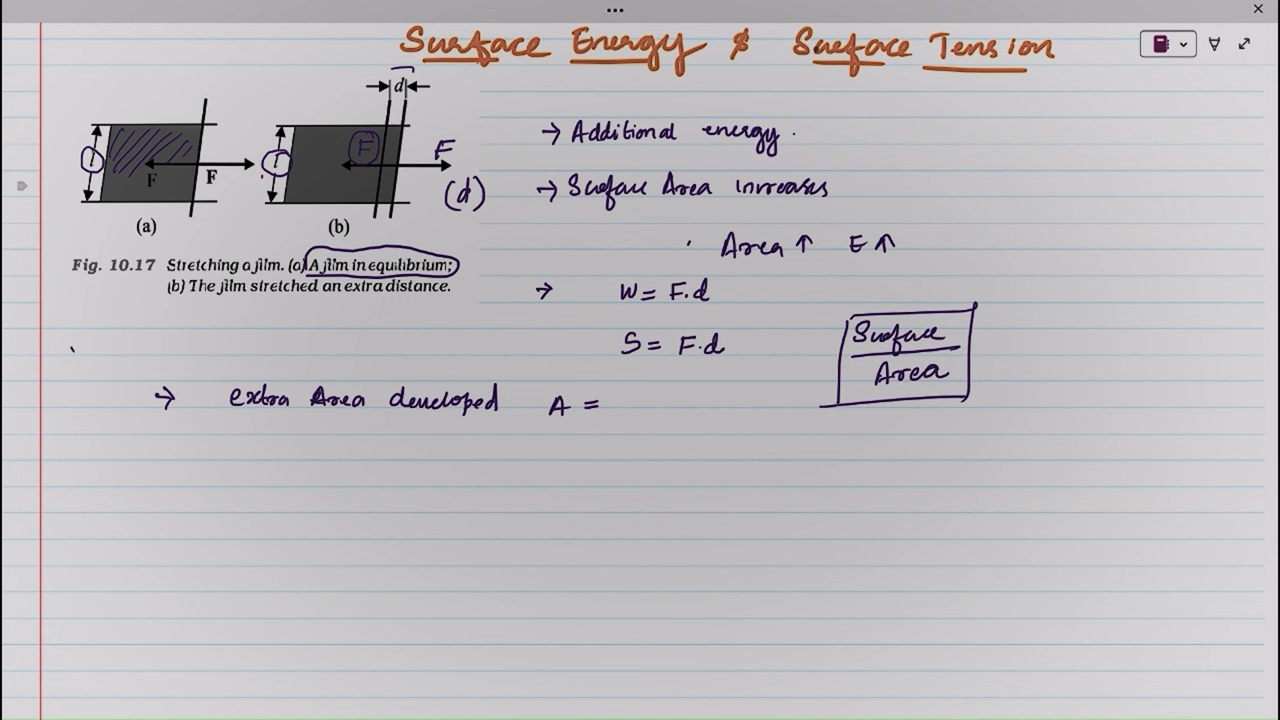 Surface Energy & Surface Tension
d
l
F
F
l
F
F
(d)
(a)
(b)
Fig. 10.17 Stretching a film. (a) A film in equilibrium;
(b) The film stretched an extra distance.
→ Additional energy.
→ Surface Area increases
Area ↑ E ↑
→ W = F.d
S = F.d
Surface
Area
→ extra Area developed A =